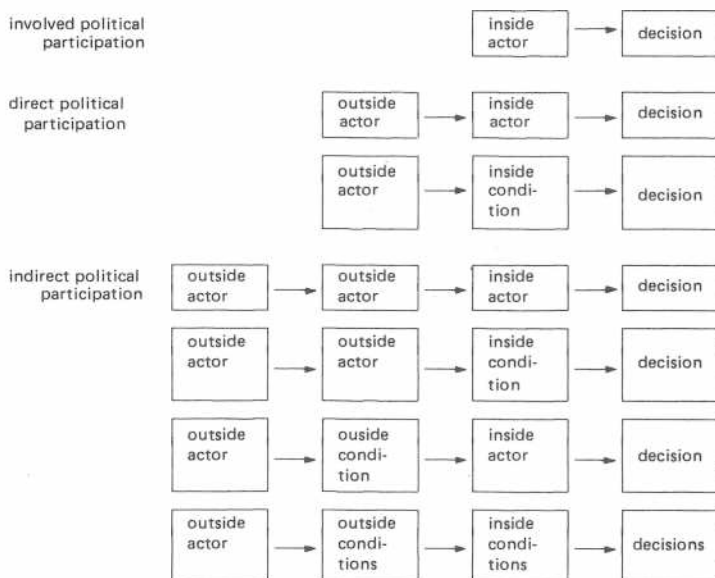 involved political
participation
inside
actor
decision
direct political
participation
outside
actor
inside
actor
decision
outside
actor
inside
condi-
tion
decision
indirect political
participation
outside
actor
outside
actor
inside
actor
decision
outside
actor
outside
actor
inside
condi-
tion
decision
outside
actor
ouside
condi-
tion
inside
actor
decision
outside
actor
outside
condi-
tions
inside
condi-
tions
decisions